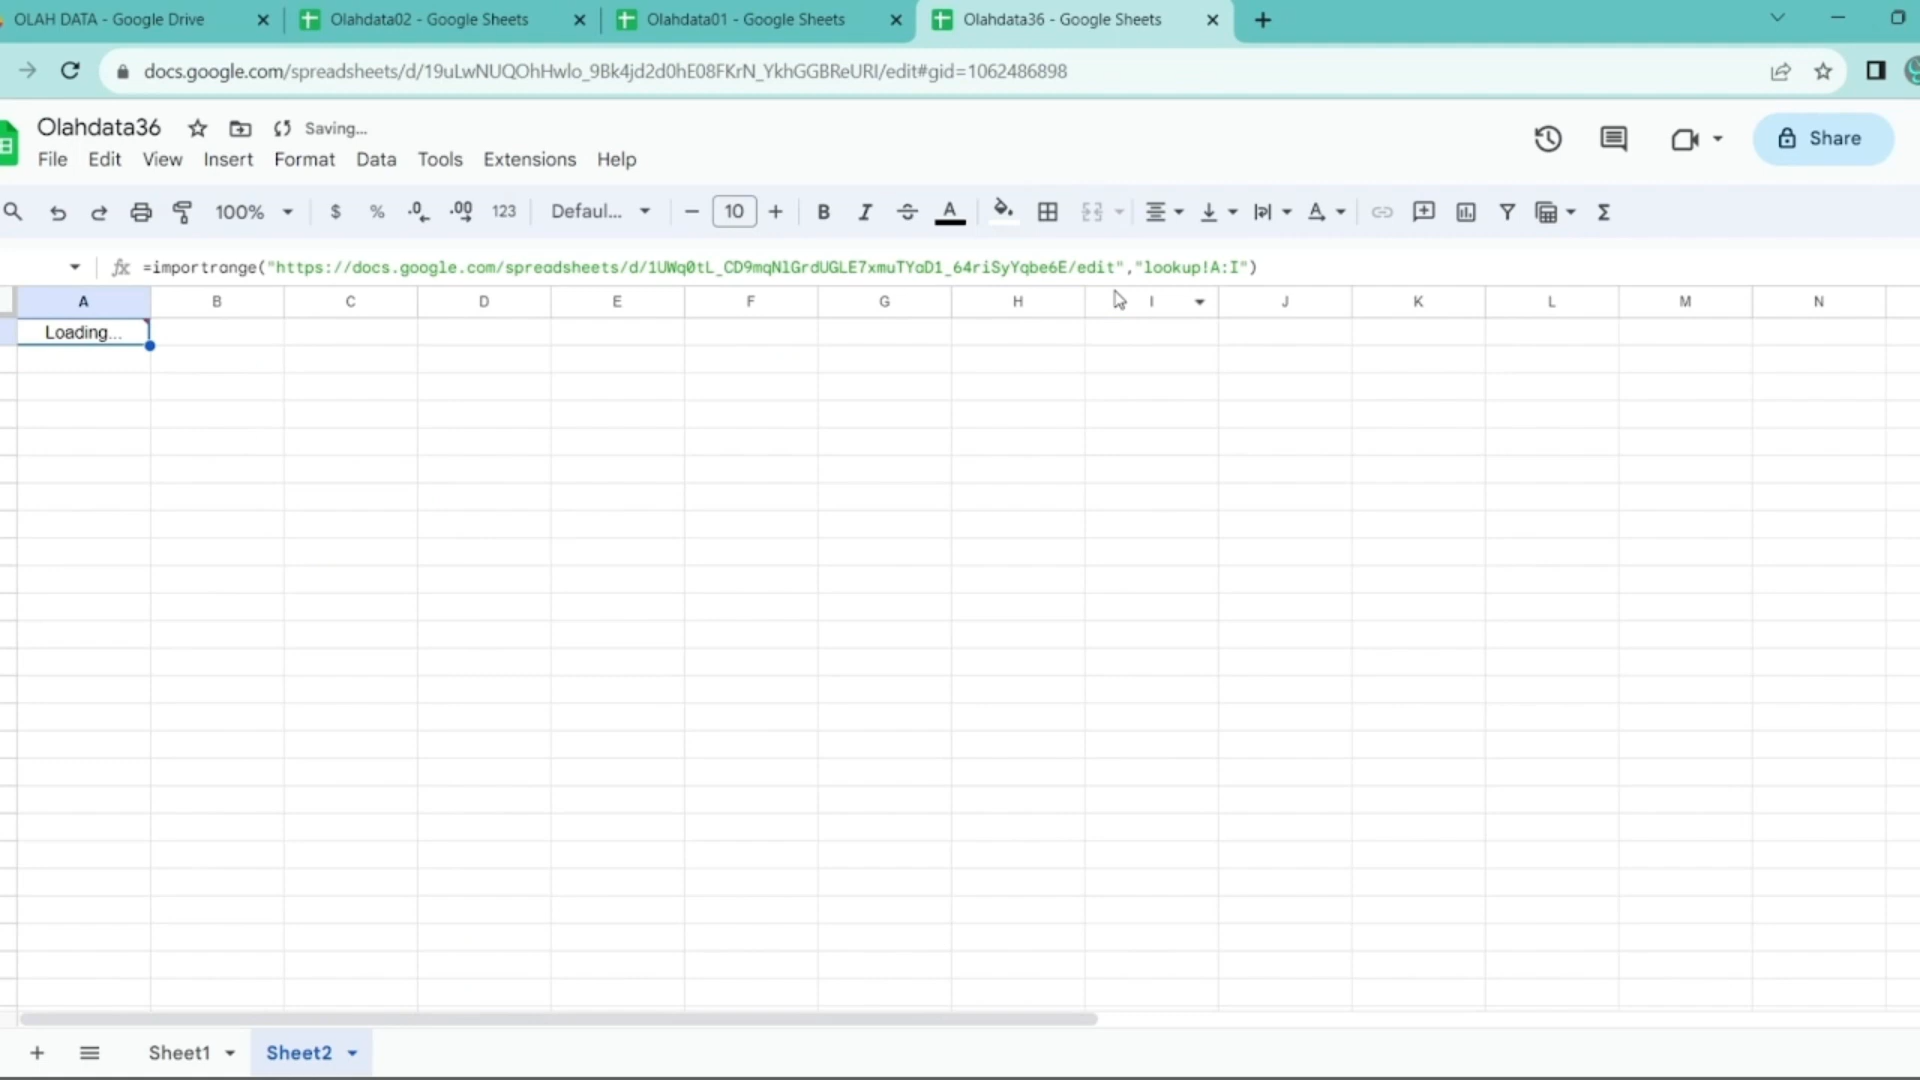 OLAH DATA - Google Drive
Olahdata02 - Google Sheets
Olahdata01 - Google Sheets
Olahdata36 - Google Sheets
docs.google.com/spreadsheets/d/19uLwNUQOhHwlo_9Bk4jd2d0hE08FKrN_YkhGGBReURI/edit#gid=1062486898
Olahdata36
Saving...
Share
File Edit View Insert Format Data Tools Extensions Help
100% $ % .0 .00 123 Defaul... 10 B I A
fx =importrange("https://docs.google.com/spreadsheets/d/1UWq0tL_CD9mqNlGrdUGLE7xmuTYaD1_64riSyYqbe6E/edit","lookup!A:I")
A B C D E F G H I J K L M N
Loading...
Sheet1 Sheet2